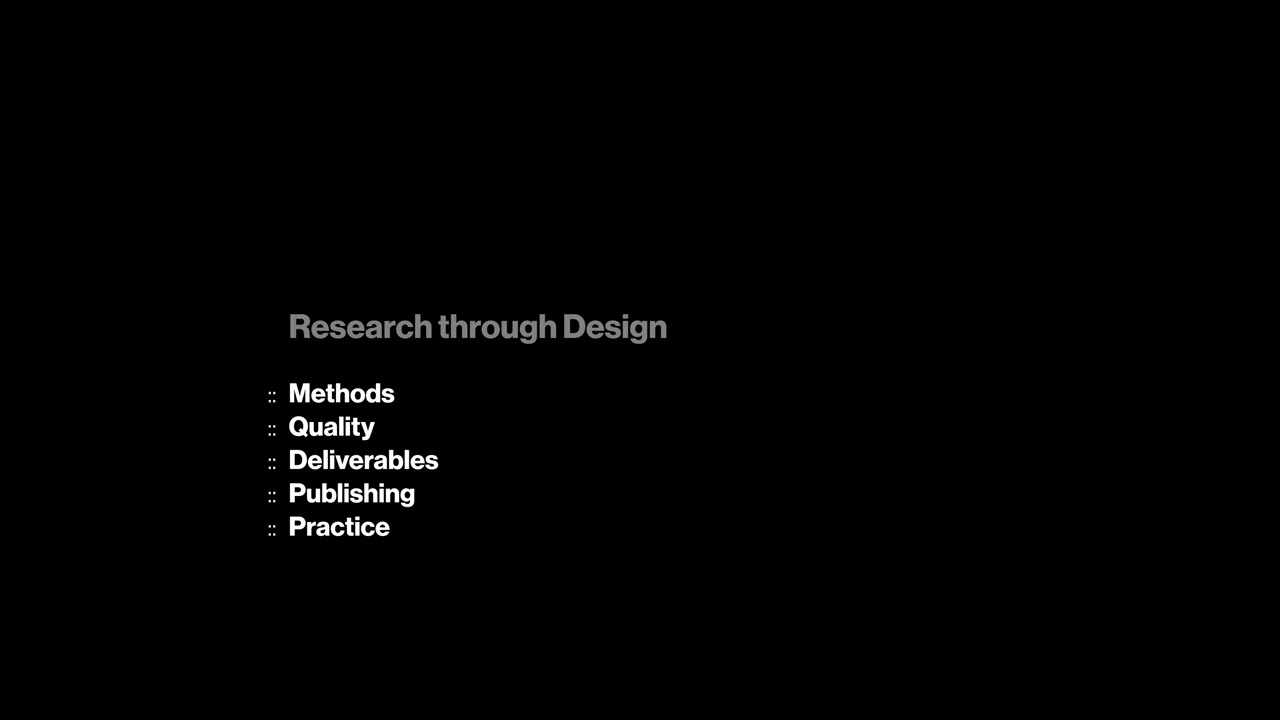 Research through Design
:: Methods
:: Quality
:: Deliverables
:: Publishing
:: Practice